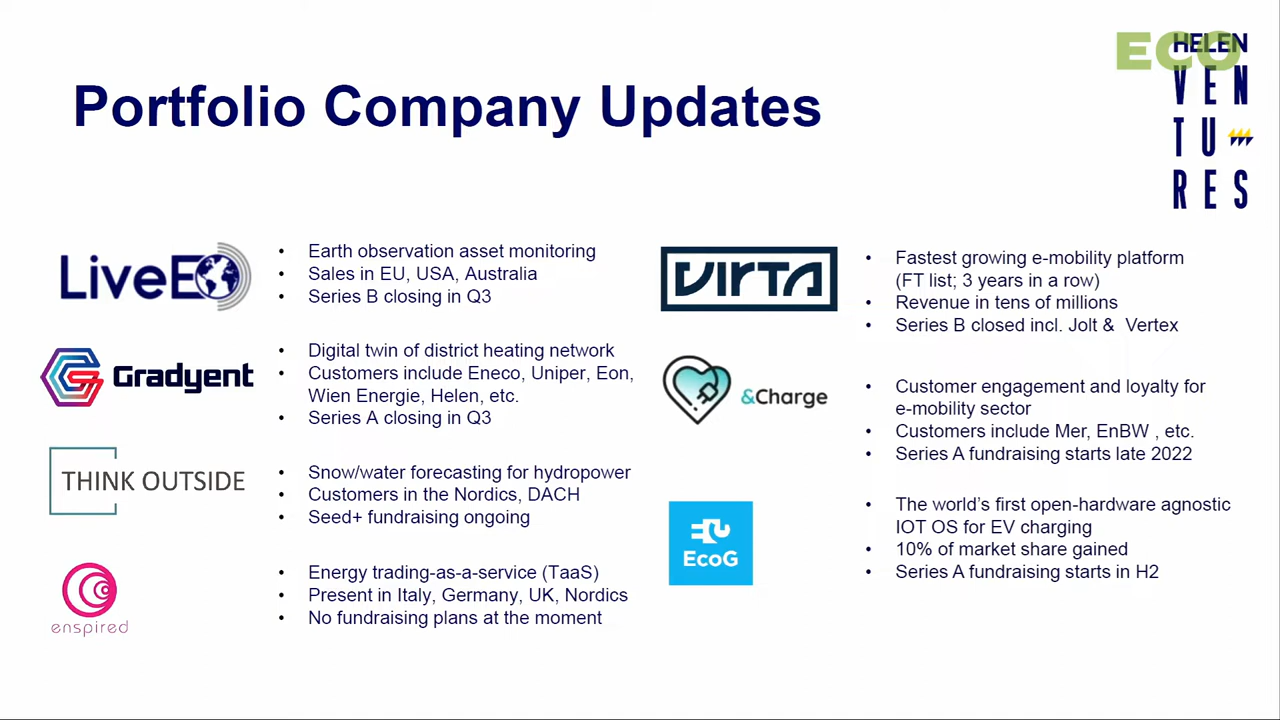 ECO
HELEN
VEN
TU
RES
Portfolio Company Updates
LiveEO
• Earth observation asset monitoring
• Sales in EU, USA, Australia
• Series B closing in Q3
Gradyent
• Digital twin of district heating network
• Customers include Eneco, Uniper, Eon,
Wien Energie, Helen, etc.
• Series A closing in Q3
THINK OUTSIDE
• Snow/water forecasting for hydropower
• Customers in the Nordics, DACH
• Seed+ fundraising ongoing
enspired
• Energy trading-as-a-service (TaaS)
• Present in Italy, Germany, UK, Nordics
• No fundraising plans at the moment
VIRTA
• Fastest growing e-mobility platform
(FT list; 3 years in a row)
• Revenue in tens of millions
• Series B closed incl. Jolt & Vertex
&Charge
• Customer engagement and loyalty for
e-mobility sector
• Customers include Mer, EnBW , etc.
• Series A fundraising starts late 2022
EcoG
• The world’s first open-hardware agnostic
IOT OS for EV charging
• 10% of market share gained
• Series A fundraising starts in H2